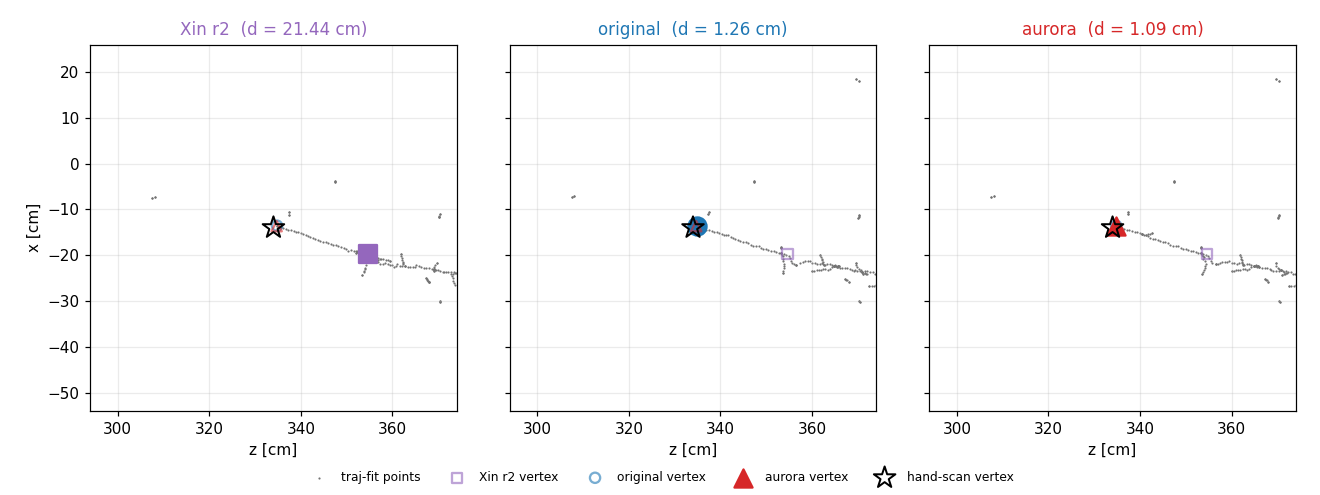 Xin r2  (d = 21.44 cm)
original  (d = 1.26 cm)
aurora  (d = 1.09 cm)
20
10
0
−10
−20
−30
−40
−50
x [cm]
300 320 340 360
300 320 340 360
300 320 340 360
z [cm]
z [cm]
z [cm]
traj-fit points
Xin r2 vertex
original vertex
aurora vertex
hand-scan vertex